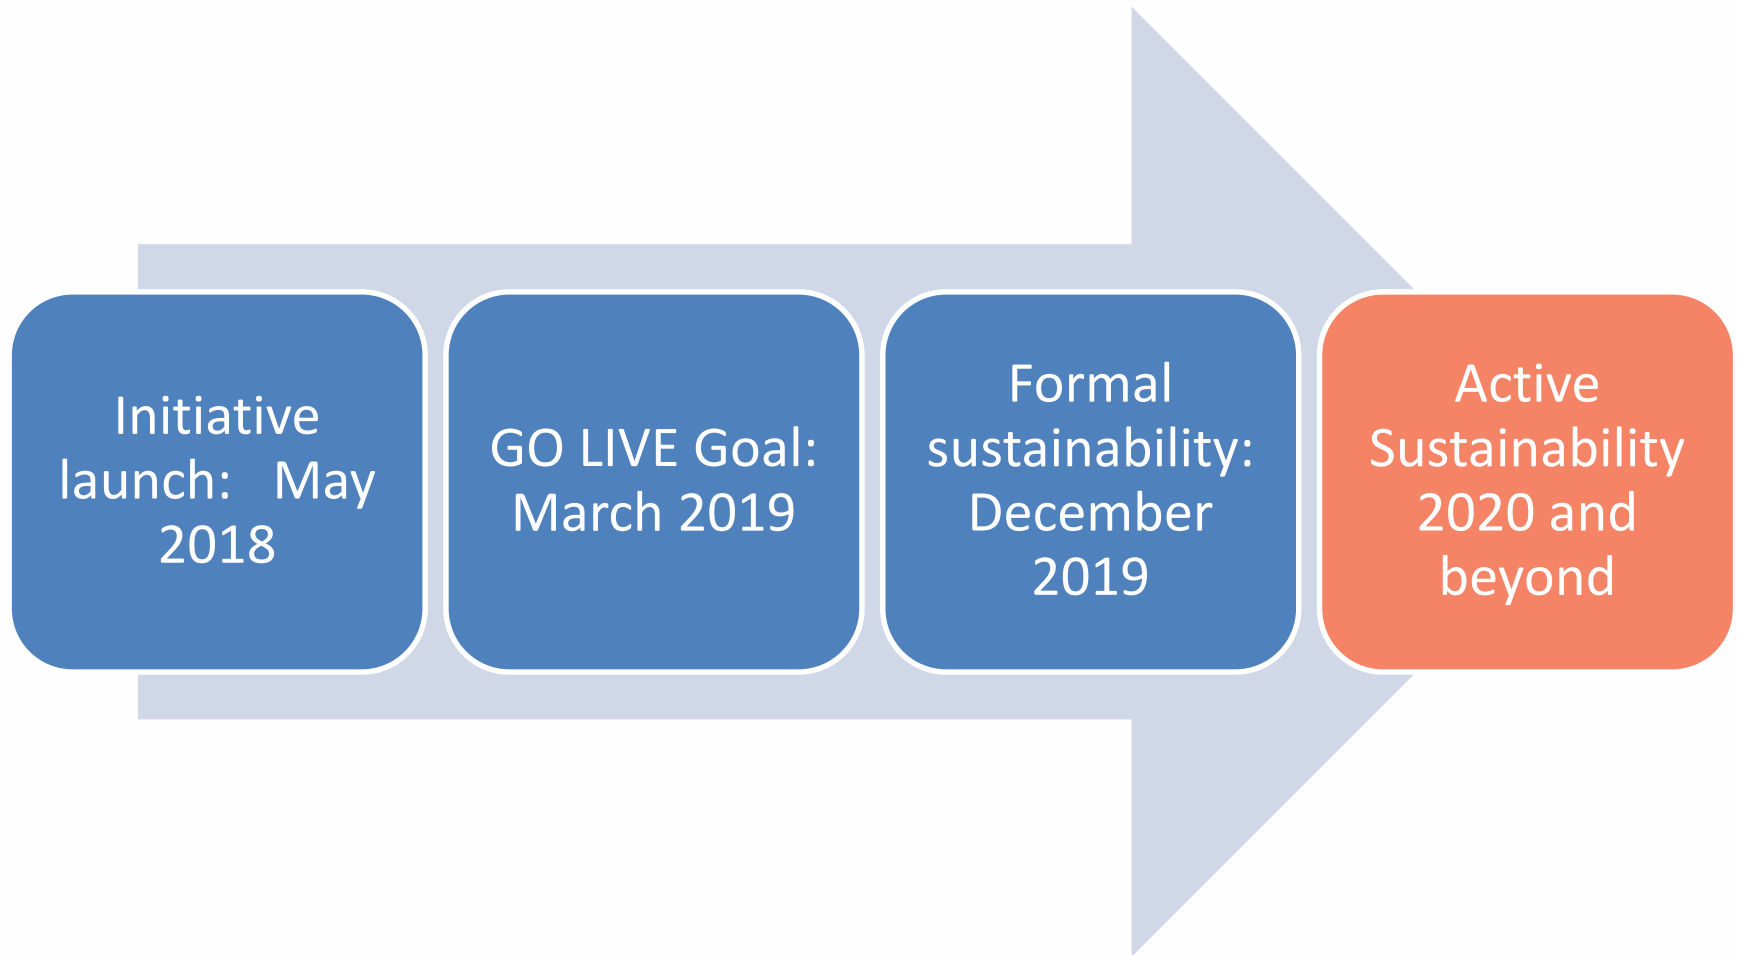 Initiative
launch:   May
2018
GO LIVE Goal:
March 2019
Formal
sustainability:
December
2019
Active
Sustainability
2020 and
beyond